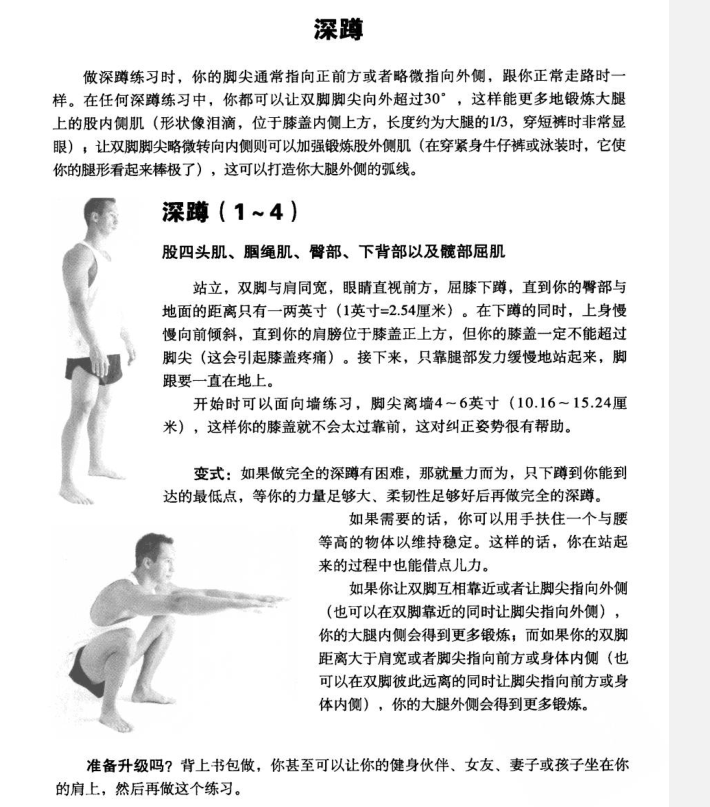 深蹲
做深蹲练习时，你的脚尖通常指向正前方或者略微指向外侧，跟你正常走路时一
样。在任何深蹲练习中，你都可以让双脚脚尖向外超过30°，这样能更多地锻炼大腿
上的股内侧肌（形状像泪滴，位于膝盖内侧上方，长度约为大腿的1/3，穿短裤时非常显
眼）；让双脚脚尖略微转向内侧则可以加强锻炼股外侧肌（在穿紧身牛仔裤或泳装时，它使
你的腿形看起来棒极了），这可以打造你大腿外侧的弧线。
深蹲（1～4）
股四头肌、腘绳肌、臀部、下背部以及髋部屈肌
站立，双脚与肩同宽，眼睛直视前方，屈膝下蹲，直到你的臀部与
地面的距离只有一两英寸（1英寸=2.54厘米）。在下蹲的同时，上身慢
慢向前倾斜，直到你的肩膀位于膝盖正上方，但你的膝盖一定不能超过
脚尖（这会引起膝盖疼痛）。接下来，只靠腿部发力缓慢地站起来，脚
跟要一直在地上。
开始时可以面向墙练习，脚尖离墙4～6英寸（10.16～15.24厘
米），这样你的膝盖就不会太过靠前，这对纠正姿势很有帮助。
变式：如果做完全的深蹲有困难，那就量力而为，只下蹲到你能到
达的最低点，等你的力量足够大、柔韧性足够好后再做完全的深蹲。
如果需要的话，你可以用手扶住一个与腰
等高的物体以维持稳定。这样的话，你在站起
来的过程中也能借点儿力。
如果你让双脚互相靠近或者让脚尖指向外侧
（也可以在双脚靠近的同时让脚尖指向外侧），
你的大腿内侧会得到更多锻炼；而如果你的双脚
距离大于肩宽或者脚尖指向前方或身体内侧（也
可以在双脚彼此远离的同时让脚尖指向前方或身
体内侧），你的大腿外侧会得到更多锻炼。
准备升级吗？背上书包做，你甚至可以让你的健身伙伴、女友、妻子或孩子坐在你
的肩上，然后再做这个练习。